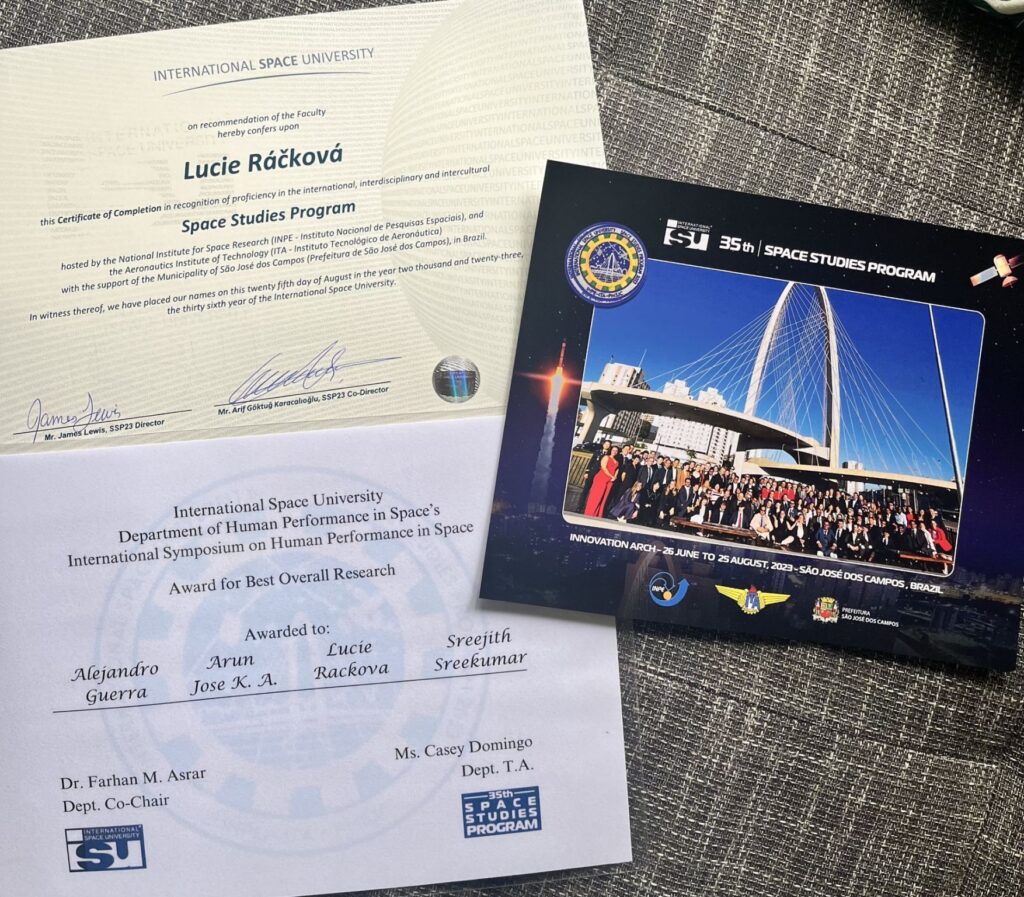 INTERNATIONAL SPACE UNIVERSITY
on recommendation of the Faculty
hereby confers upon
Lucie Ráčková
this Certificate of Completion in recognition of proficiency in the international, interdisciplinary and intercultural
Space Studies Program
hosted by the National Institute for Space Research (INPE - Instituto Nacional de Pesquisas Espaciais), and
the Aeronautics Institute of Technology (ITA - Instituto Tecnológico de Aeronáutica)
with the support of the Municipality of São José dos Campos (Prefeitura de São José dos Campos), in Brazil.
In witness thereof, we have placed our names on this twenty fifth day of August in the year two thousand and twenty-three,
the thirty sixth year of the International Space University.
James Lewis
Mr. James Lewis, SSP23 Director
Mr. Arif Göktuğ Karacalıoğlu, SSP23 Co-Director
International Space University
Department of Human Performance in Space's
International Symposium on Human Performance in Space
Award for Best Overall Research
Awarded to:
Alejandro Guerra
Arun Jose K. A.
Lucie Rackova
Sreejith Sreekumar
Dr. Farhan M. Asrar
Dept. Co-Chair
Ms. Casey Domingo
Dept. T.A.
INTERNATIONAL
SPACE UNIVERSITY
ISU
35th
SPACE
STUDIES
PROGRAM
INTERNATIONAL
SPACE UNIVERSITY
ISU
35th | SPACE STUDIES PROGRAM
INNOVATION ARCH - 26 JUNE TO 25 AUGUST, 2023 - SÃO JOSÉ DOS CAMPOS, BRAZIL
INPE
PREFEITURA
SÃO JOSÉ DOS CAMPOS